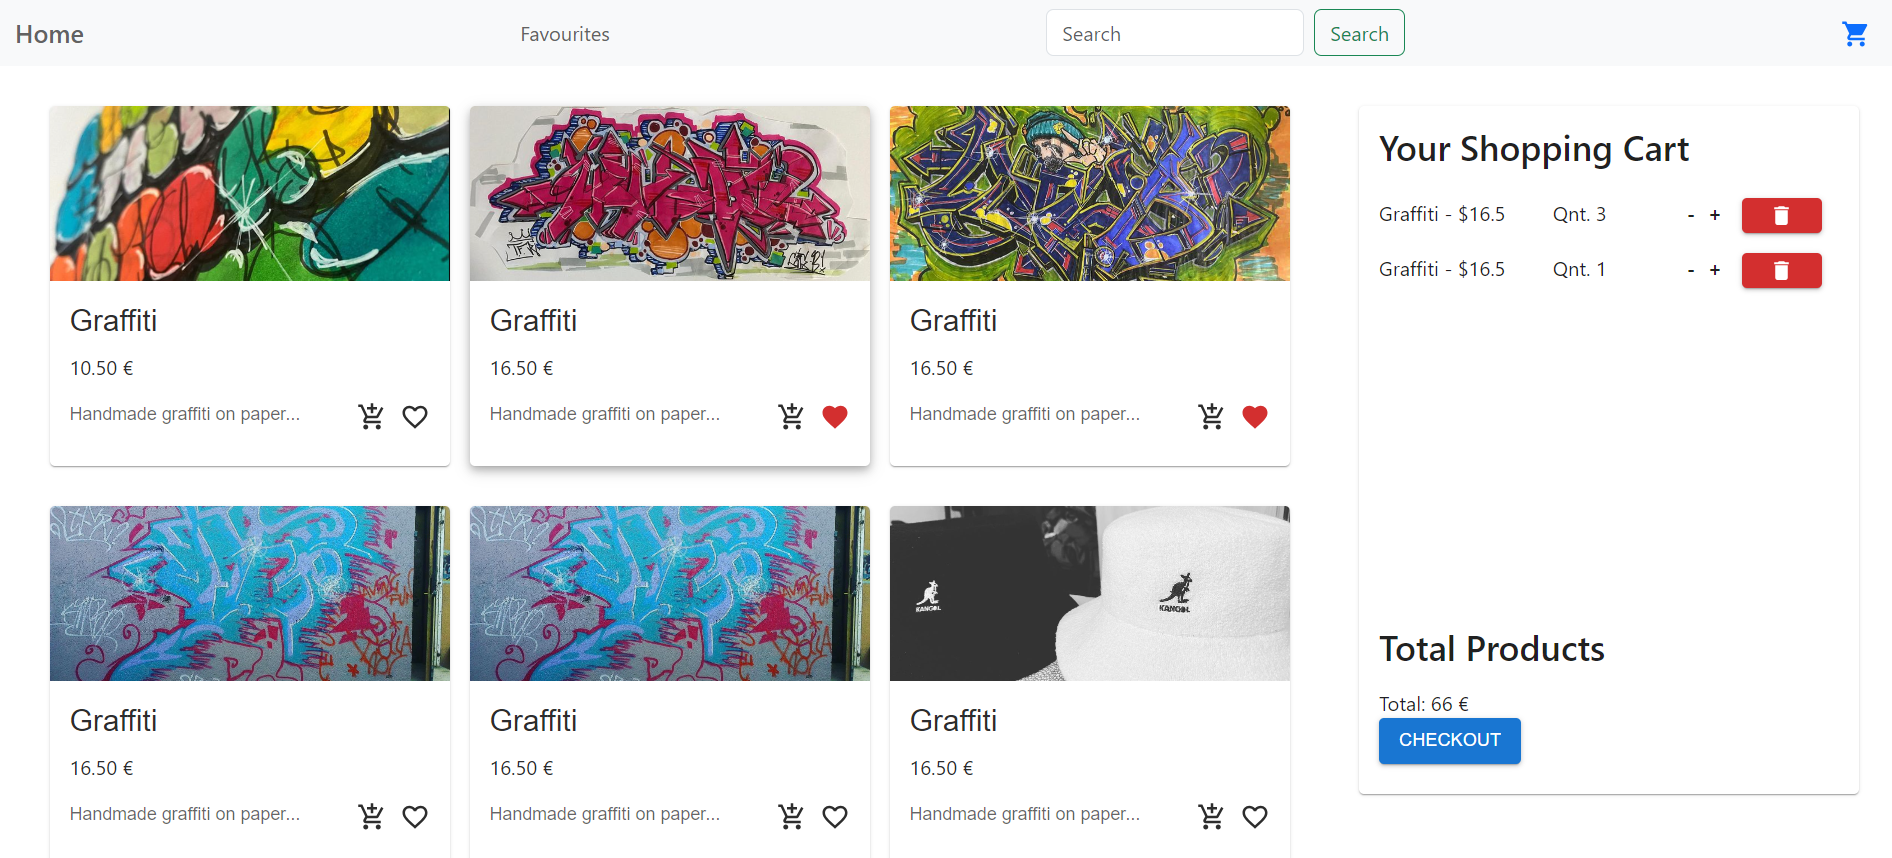 Home
Favourites
Search
Search
Graffiti
10.50 €
Handmade graffiti on paper...
Graffiti
16.50 €
Handmade graffiti on paper...
Graffiti
16.50 €
Handmade graffiti on paper...
Graffiti
16.50 €
Handmade graffiti on paper...
Graffiti
16.50 €
Handmade graffiti on paper...
KANGOL
KANGOL
Graffiti
16.50 €
Handmade graffiti on paper...
Your Shopping Cart
Graffiti - $16.5 Qnt. 3 - +
Graffiti - $16.5 Qnt. 1 - +
Total Products
Total: 66 €
CHECKOUT